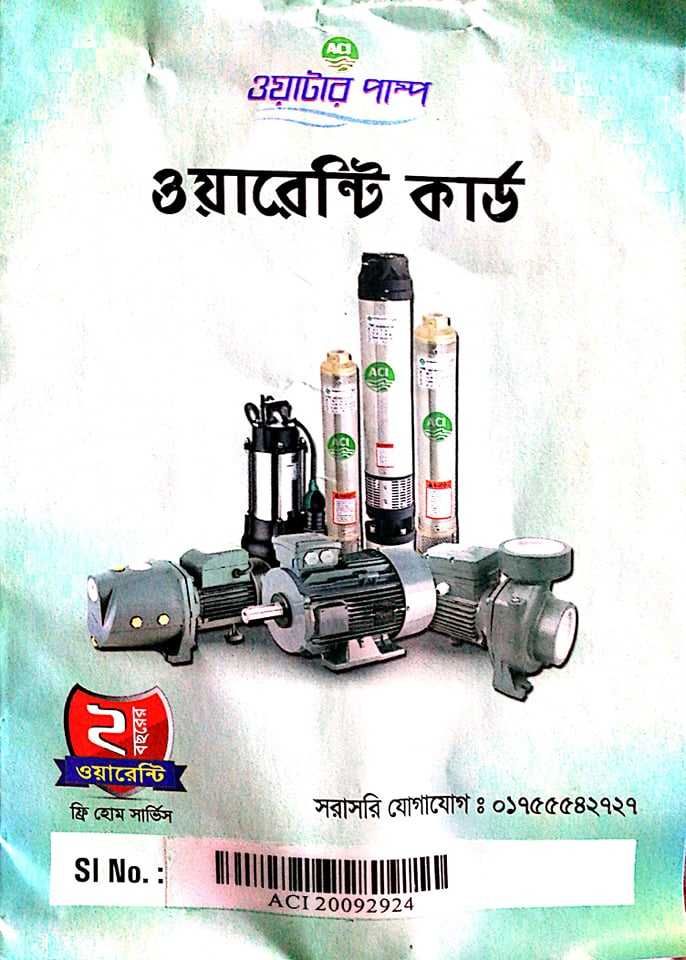 ACI
ওয়াটার পাম্প
ওয়ারেন্টি কার্ড
ACI
ACI
ACI
২
বছরের
ওয়ারেন্টি
ফ্রি হোম সার্ভিস
সরাসরি যোগাযোগ ঃ ০১৭৫৫৫৪২৭২৭
SI No. :
ACI 20092924